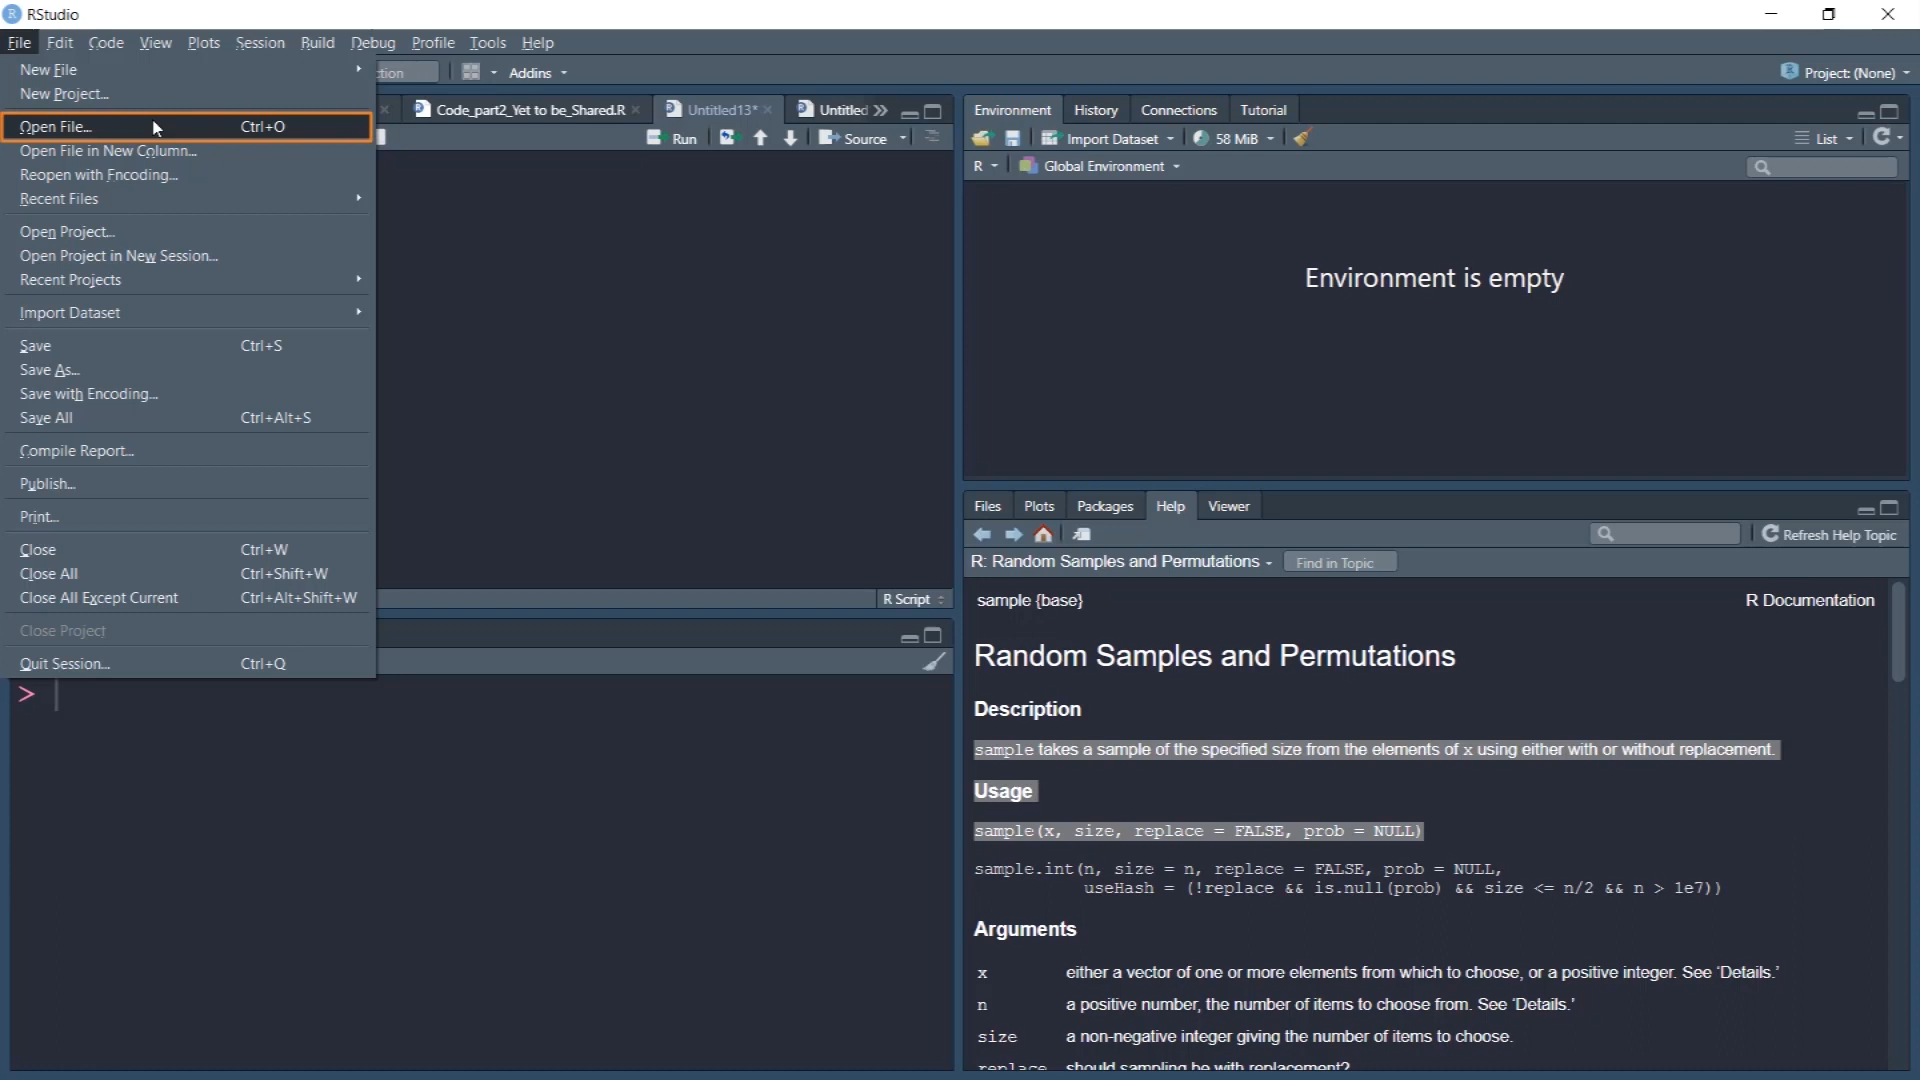 RStudio
File Edit Code View Plots Session Build Debug Profile Tools Help
ction Addins Project: (None)
New File
New Project...
Open File... Ctrl+O
Open File in New Column...
Reopen with Encoding...
Recent Files
Open Project...
Open Project in New Session...
Recent Projects
Import Dataset
Save Ctrl+S
Save As...
Save with Encoding...
Save All Ctrl+Alt+S
Compile Report...
Publish...
Print...
Close Ctrl+W
Close All Ctrl+Shift+W
Close All Except Current Ctrl+Alt+Shift+W
Close Project
Quit Session... Ctrl+Q
Code_part2_Yet to be_Shared.R Untitled13* Untitled
Run Source
R Script
>
Environment History Connections Tutorial
Import Dataset 58 MiB List
R Global Environment
Environment is empty
Files Plots Packages Help Viewer
Refresh Help Topic
R: Random Samples and Permutations Find in Topic
sample {base} R Documentation
Random Samples and Permutations
Description
sample takes a sample of the specified size from the elements of x using either with or without replacement.
Usage
sample(x, size, replace = FALSE, prob = NULL)
sample.int(n, size = n, replace = FALSE, prob = NULL,
useHash = (!replace && is.null(prob) && size <= n/2 && n > 1e7))
Arguments
x either a vector of one or more elements from which to choose, or a positive integer. See ‘Details.’
n a positive number, the number of items to choose from. See ‘Details.’
size a non-negative integer giving the number of items to choose.
replace should sampling be with replacement?